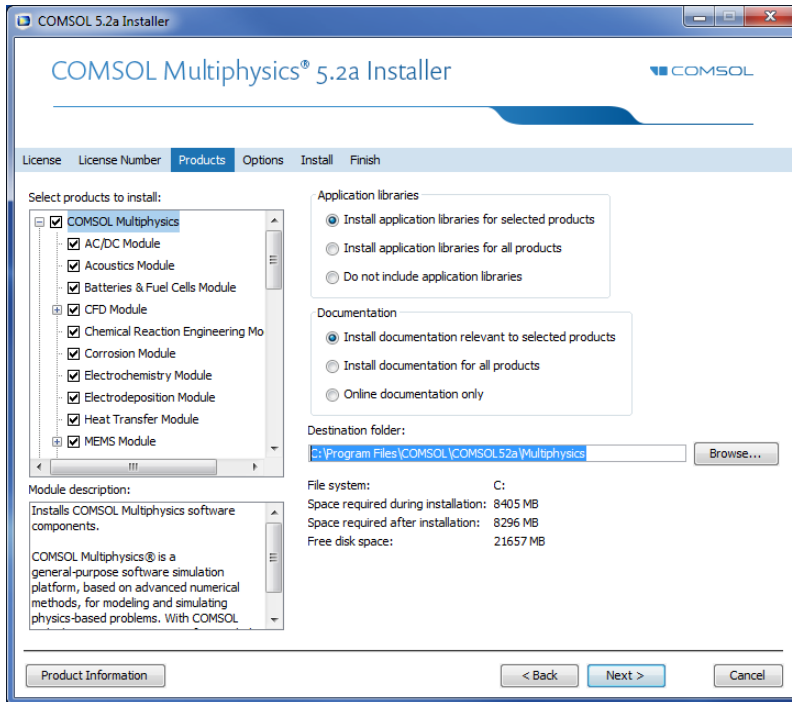 COMSOL 5.2a Installer
COMSOL Multiphysics® 5.2a Installer
COMSOL
License License Number Products Options Install Finish
Select products to install:
COMSOL Multiphysics
AC/DC Module
Acoustics Module
Batteries & Fuel Cells Module
CFD Module
Chemical Reaction Engineering Mo
Corrosion Module
Electrochemistry Module
Electrodeposition Module
Heat Transfer Module
MEMS Module
Module description:
Installs COMSOL Multiphysics software
components.
COMSOL Multiphysics® is a
general-purpose software simulation
platform, based on advanced numerical
methods, for modeling and simulating
physics-based problems. With COMSOL
Application libraries
Install application libraries for selected products
Install application libraries for all products
Do not include application libraries
Documentation
Install documentation relevant to selected products
Install documentation for all products
Online documentation only
Destination folder:
C:\Program Files\COMSOL\COMSOL52a\Multiphysics
Browse...
File system: C:
Space required during installation: 8405 MB
Space required after installation: 8296 MB
Free disk space: 21657 MB
Product Information
< Back
Next >
Cancel